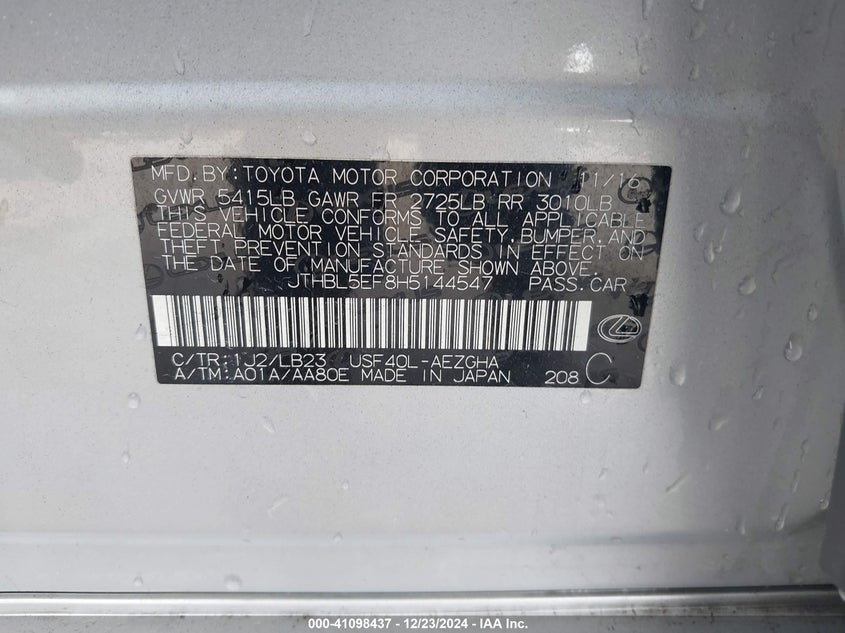 MFD.BY:TOYOTA MOTOR CORPORATION 11/16
GVWR 5415LB GAWR FR 2725LB RR 3010LB
THIS VEHICLE CONFORMS TO ALL APPLICABLE
FEDERAL MOTOR VEHICLE SAFETY,BUMPER,AND
THEFT PREVENTION STANDARDS IN EFFECT ON
THE DATE OF MANUFACTURE SHOWN ABOVE.
JTHBL5EF8H5144547 PASS.CAR
C/TR:1J2/LB23 USF40L-AEZGHA
A/TM:A01A/AA80E MADE IN JAPAN 208 C
000-41098437 - 12/23/2024 - IAA Inc.